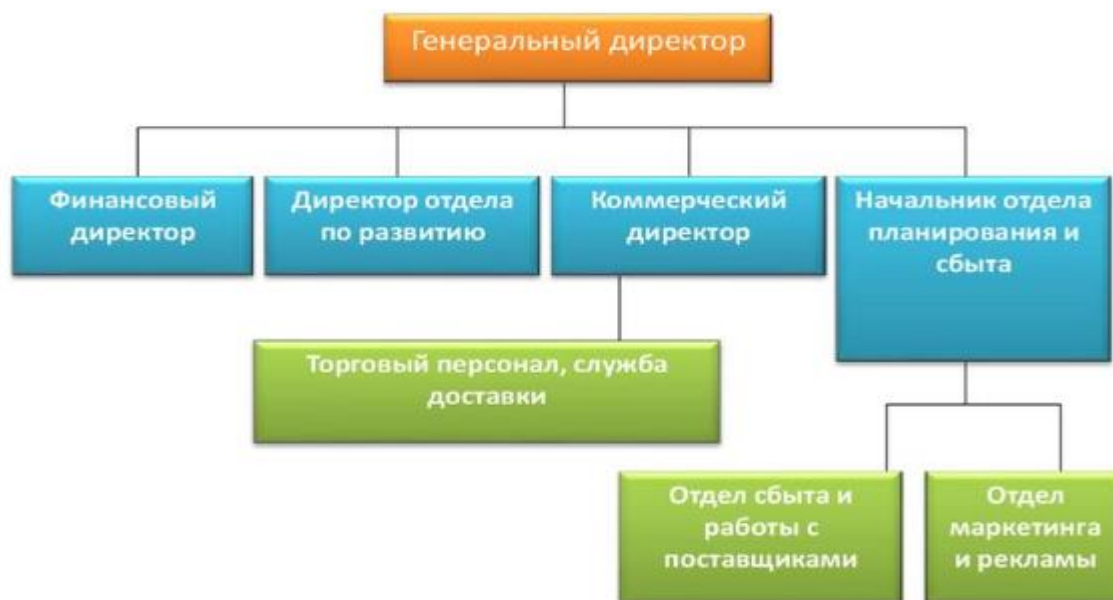 Генеральный директор
Финансовый
директор
Директор отдела
по развитию
Коммерческий
директор
Начальник отдела
планирования и
сбыта
Торговый персонал, служба
доставки
Отдел сбыта и
работы с
поставщиками
Отдел
маркетинга
и рекламы